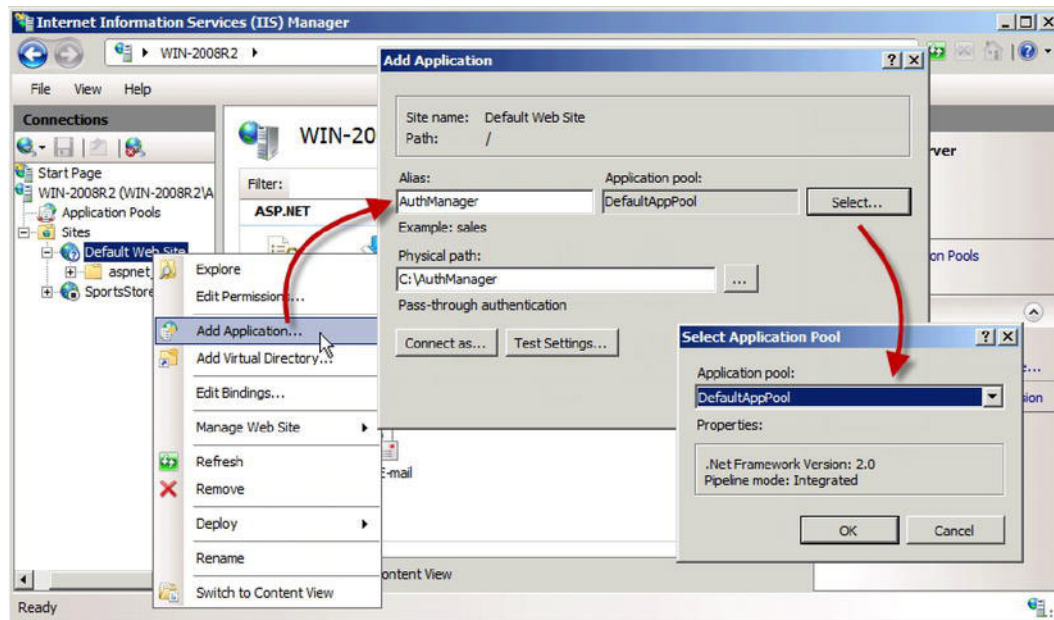 Internet Information Services (IIS) Manager
WIN-2008R2
File View Help
Connections
Start Page
WIN-2008R2 (WIN-2008R2\A
Application Pools
Sites
Default Web Site
aspnet_
SportsStore
WIN-20
Filter:
ASP.NET
Explore
Edit Permissions...
Add Application...
Add Virtual Directory...
Edit Bindings...
Manage Web Site
Refresh
Remove
Deploy
Rename
Switch to Content View
E-mail
ontent View
Ready
Add Application
Site name: Default Web Site
Path: /
Alias:
Application pool:
AuthManager
DefaultAppPool
Select...
Example: sales
Physical path:
C:\AuthManager
...
Pass-through authentication
Connect as...
Test Settings...
rver
on Pools
sion
Select Application Pool
Application pool:
DefaultAppPool
Properties:
.Net Framework Version: 2.0
Pipeline mode: Integrated
OK
Cancel